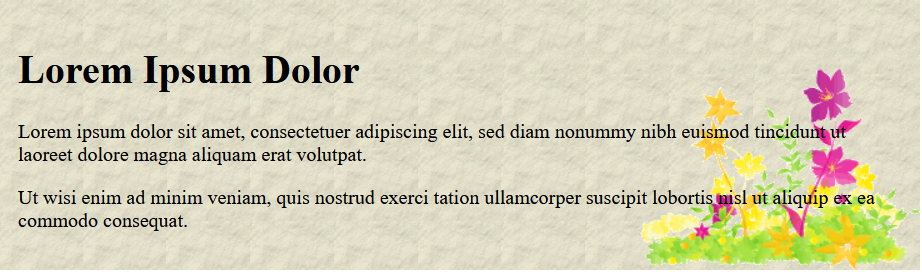 Lorem Ipsum Dolor
Lorem ipsum dolor sit amet, consectetuer adipiscing elit, sed diam nonummy nibh euismod tincidunt ut
laoreet dolore magna aliquam erat volutpat.
Ut wisi enim ad minim veniam, quis nostrud exerci tation ullamcorper suscipit lobortis nisl ut aliquip ex ea
commodo consequat.